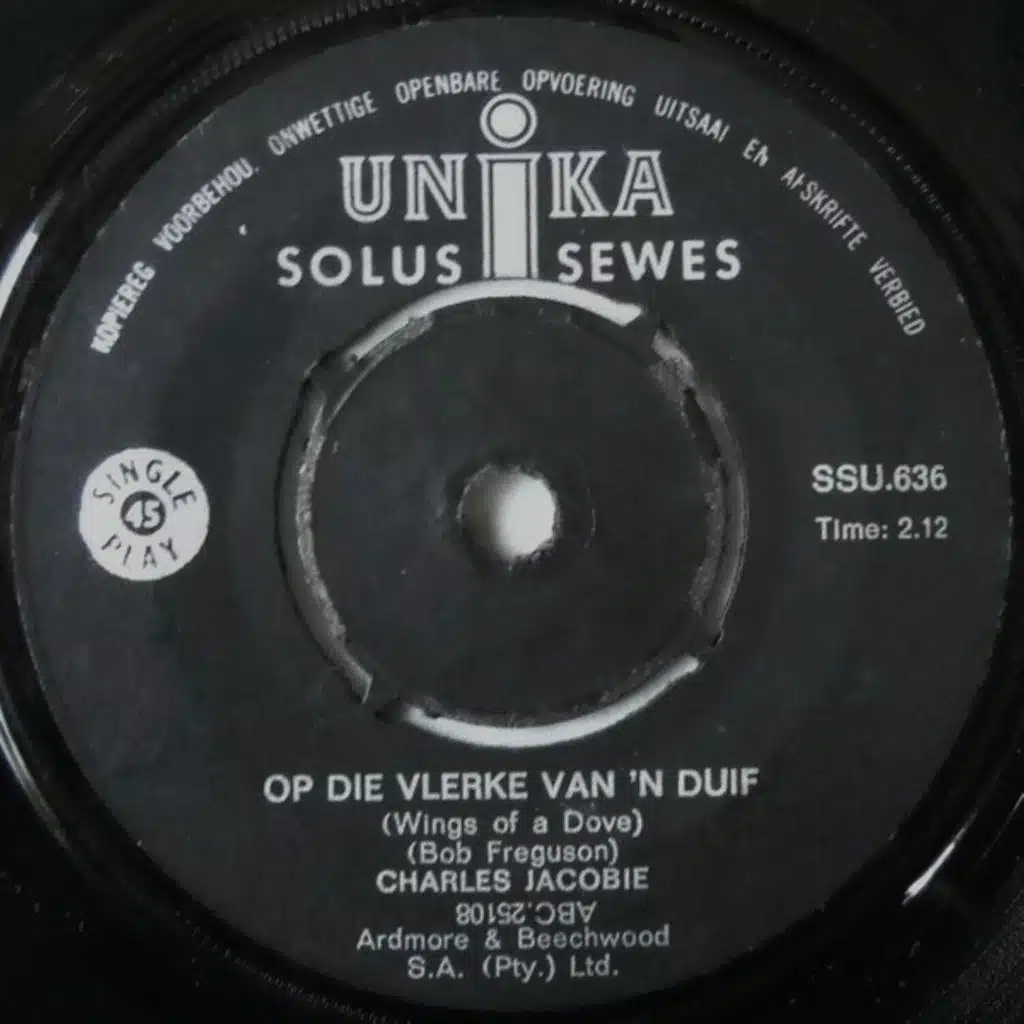 KOPIEREG VOORBEHOU. ONWETTIGE OPENBARE OPVOERING UITSAAI EN AFSKRIFTE VERBIED
UNiKA
SOLUS SEWES
SINGLE
45
PLAY
SSU.636
Time: 2.12
OP DIE VLERKE VAN 'N DUIF
(Wings of a Dove)
(Bob Freguson)
CHARLES JACOBIE
ABC.25108
Ardmore & Beechwood
S.A. (Pty.) Ltd.